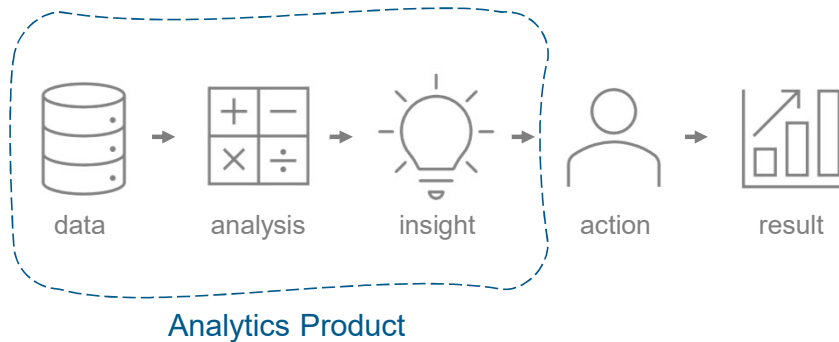 data
analysis
insight
action
result
Analytics Product